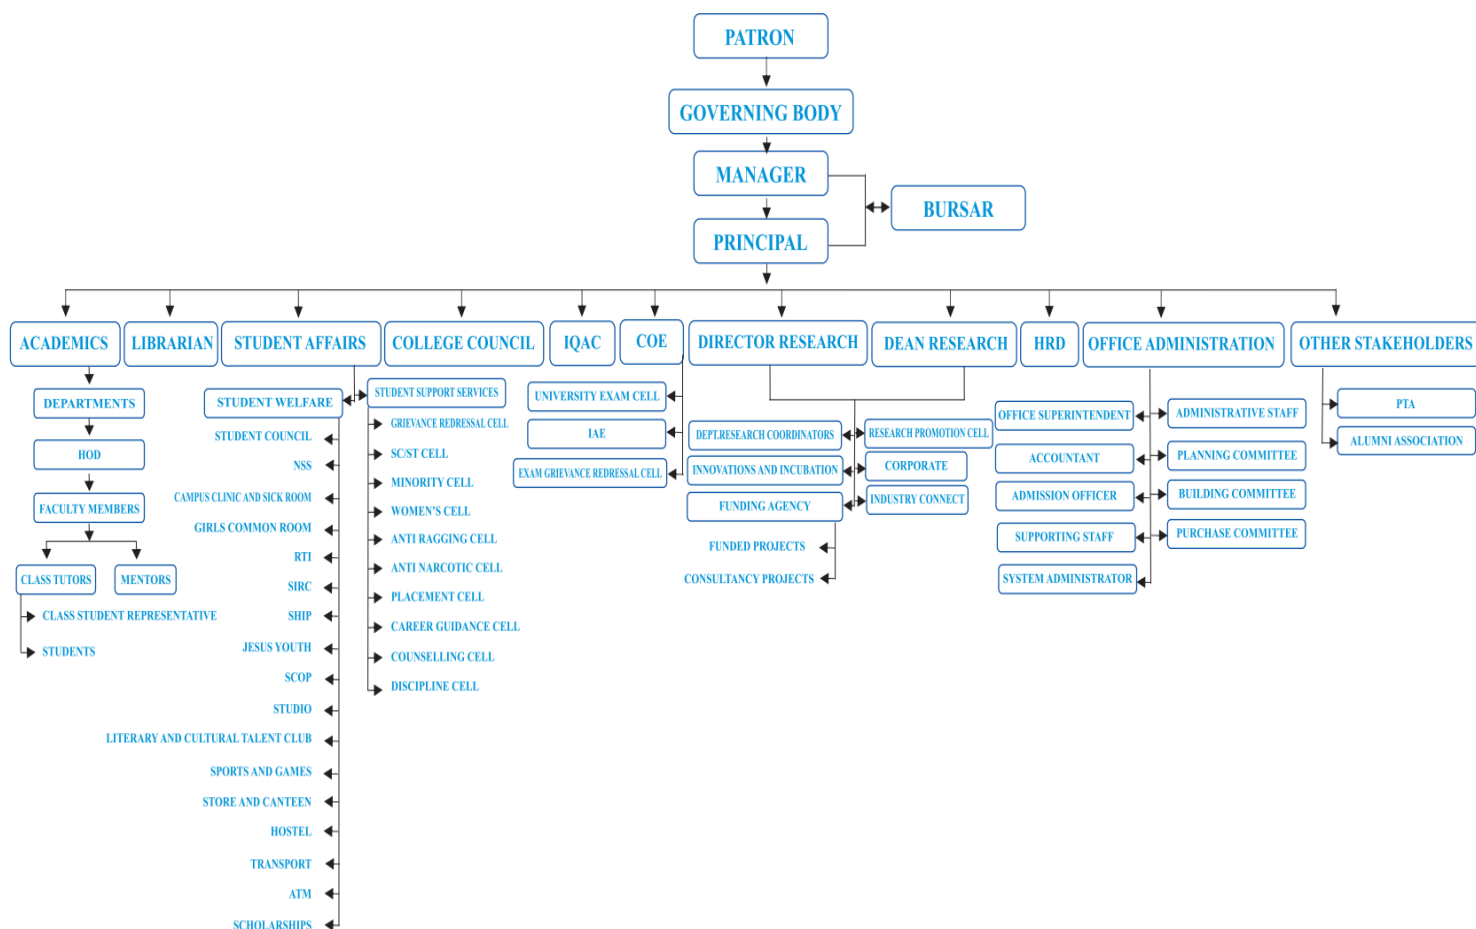 PATRON
GOVERNING BODY
MANAGER
BURSAR
PRINCIPAL
ACADEMICS
LIBRARIAN
STUDENT AFFAIRS
COLLEGE COUNCIL
IQAC
COE
DIRECTOR RESEARCH
DEAN RESEARCH
HRD
OFFICE ADMINISTRATION
OTHER STAKEHOLDERS
DEPARTMENTS
HOD
FACULTY MEMBERS
CLASS TUTORS
MENTORS
CLASS STUDENT REPRESENTATIVE
STUDENTS
STUDENT WELFARE
STUDENT COUNCIL
NSS
CAMPUS CLINIC AND SICK ROOM
GIRLS COMMON ROOM
RTI
SIRC
SHIP
JESUS YOUTH
SCOP
STUDIO
LITERARY AND CULTURAL TALENT CLUB
SPORTS AND GAMES
STORE AND CANTEEN
HOSTEL
TRANSPORT
ATM
SCHOLARSHIPS
STUDENT SUPPORT SERVICES
GRIEVANCE REDRESSAL CELL
SC/ST CELL
MINORITY CELL
WOMEN'S CELL
ANTI RAGGING CELL
ANTI NARCOTIC CELL
PLACEMENT CELL
CAREER GUIDANCE CELL
COUNSELLING CELL
DISCIPLINE CELL
UNIVERSITY EXAM CELL
IAE
EXAM GRIEVANCE REDRESSAL CELL
DEPT.RESEARCH COORDINATORS
RESEARCH PROMOTION CELL
INNOVATIONS AND INCUBATION
CORPORATE
FUNDING AGENCY
INDUSTRY CONNECT
FUNDED PROJECTS
CONSULTANCY PROJECTS
OFFICE SUPERINTENDENT
ADMINISTRATIVE STAFF
ACCOUNTANT
PLANNING COMMITTEE
ADMISSION OFFICER
BUILDING COMMITTEE
SUPPORTING STAFF
PURCHASE COMMITTEE
SYSTEM ADMINISTRATOR
PTA
ALUMNI ASSOCIATION